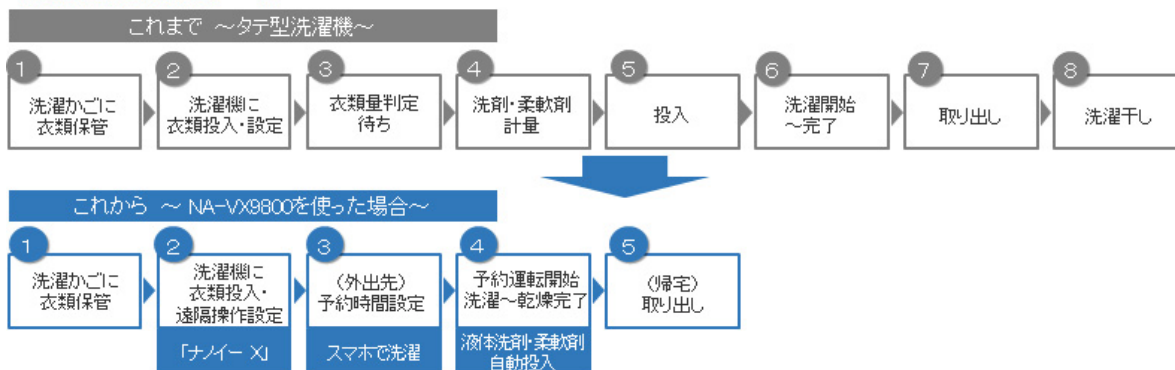 これまで ~タテ型洗濯機~
1
洗濯かごに
衣類保管
2
洗濯機に
衣類投入・設定
3
衣類量判定
待ち
4
洗剤・柔軟剤
計量
5
投入
6
洗濯開始
~完了
7
取り出し
8
洗濯干し
これから ~ NA-VX9800を使った場合~
1
洗濯かごに
衣類保管
2
洗濯機に
衣類投入・
遠隔操作設定
「ナノイー X」
3
(外出先)
予約時間設定
スマホで洗濯
4
予約運転開始
洗濯~乾燥完了
液体洗剤・柔軟剤
自動投入
5
(帰宅)
取り出し